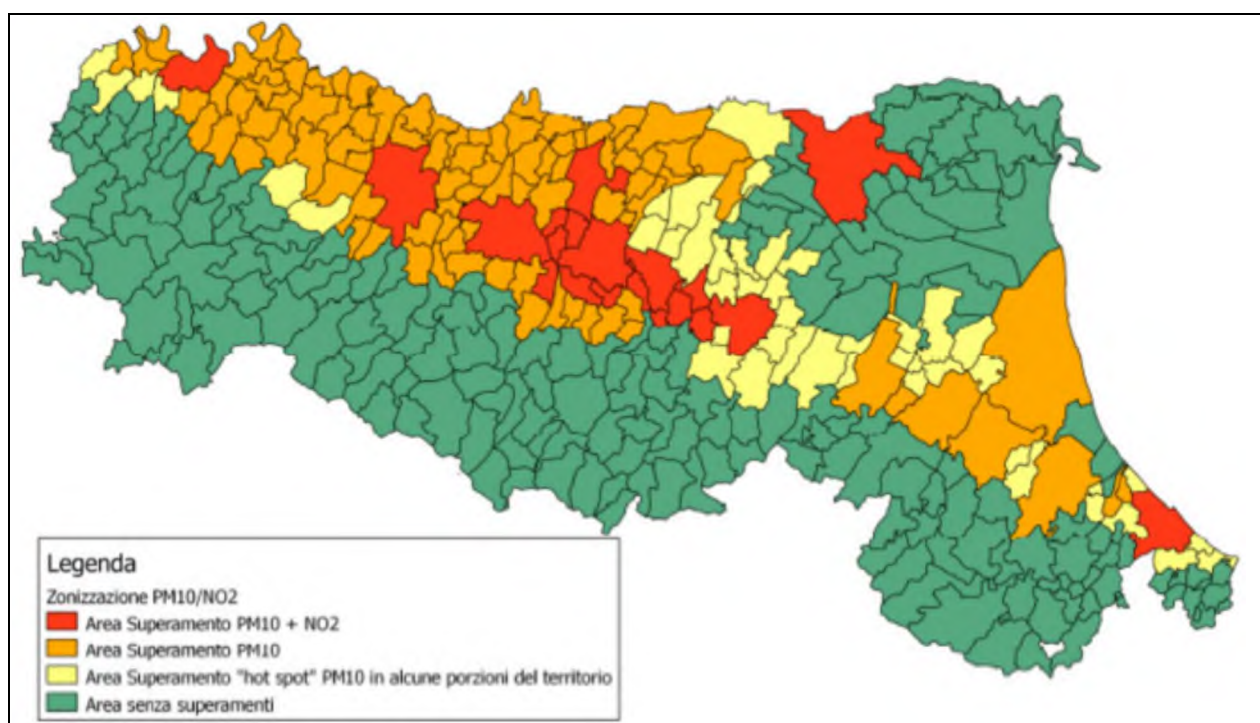 Legenda
Zonizzazione PM10/NO2
Area Superamento PM10 + NO2
Area Superamento PM10
Area Superamento "hot spot" PM10 in alcune porzioni del territorio
Area senza superamenti